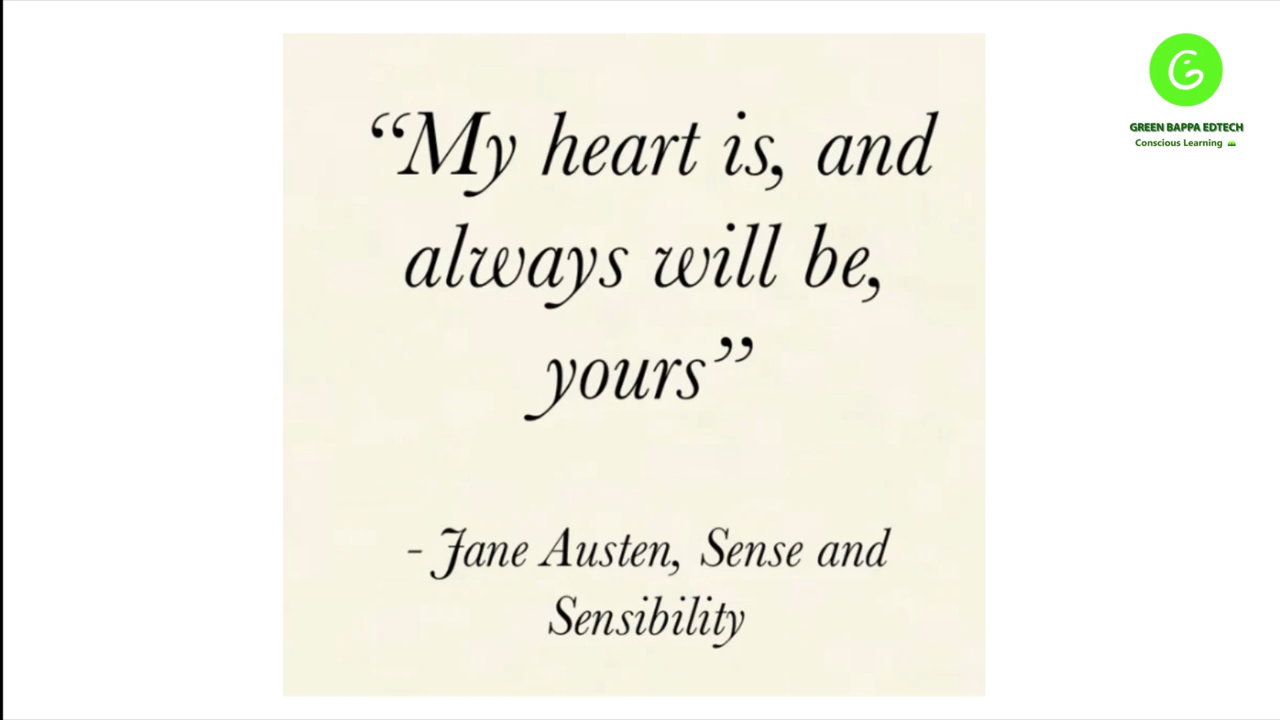 “My heart is, and
always will be,
yours”
- Jane Austen, Sense and
Sensibility
G
GREEN BAPPA EDTECH
Conscious Learning